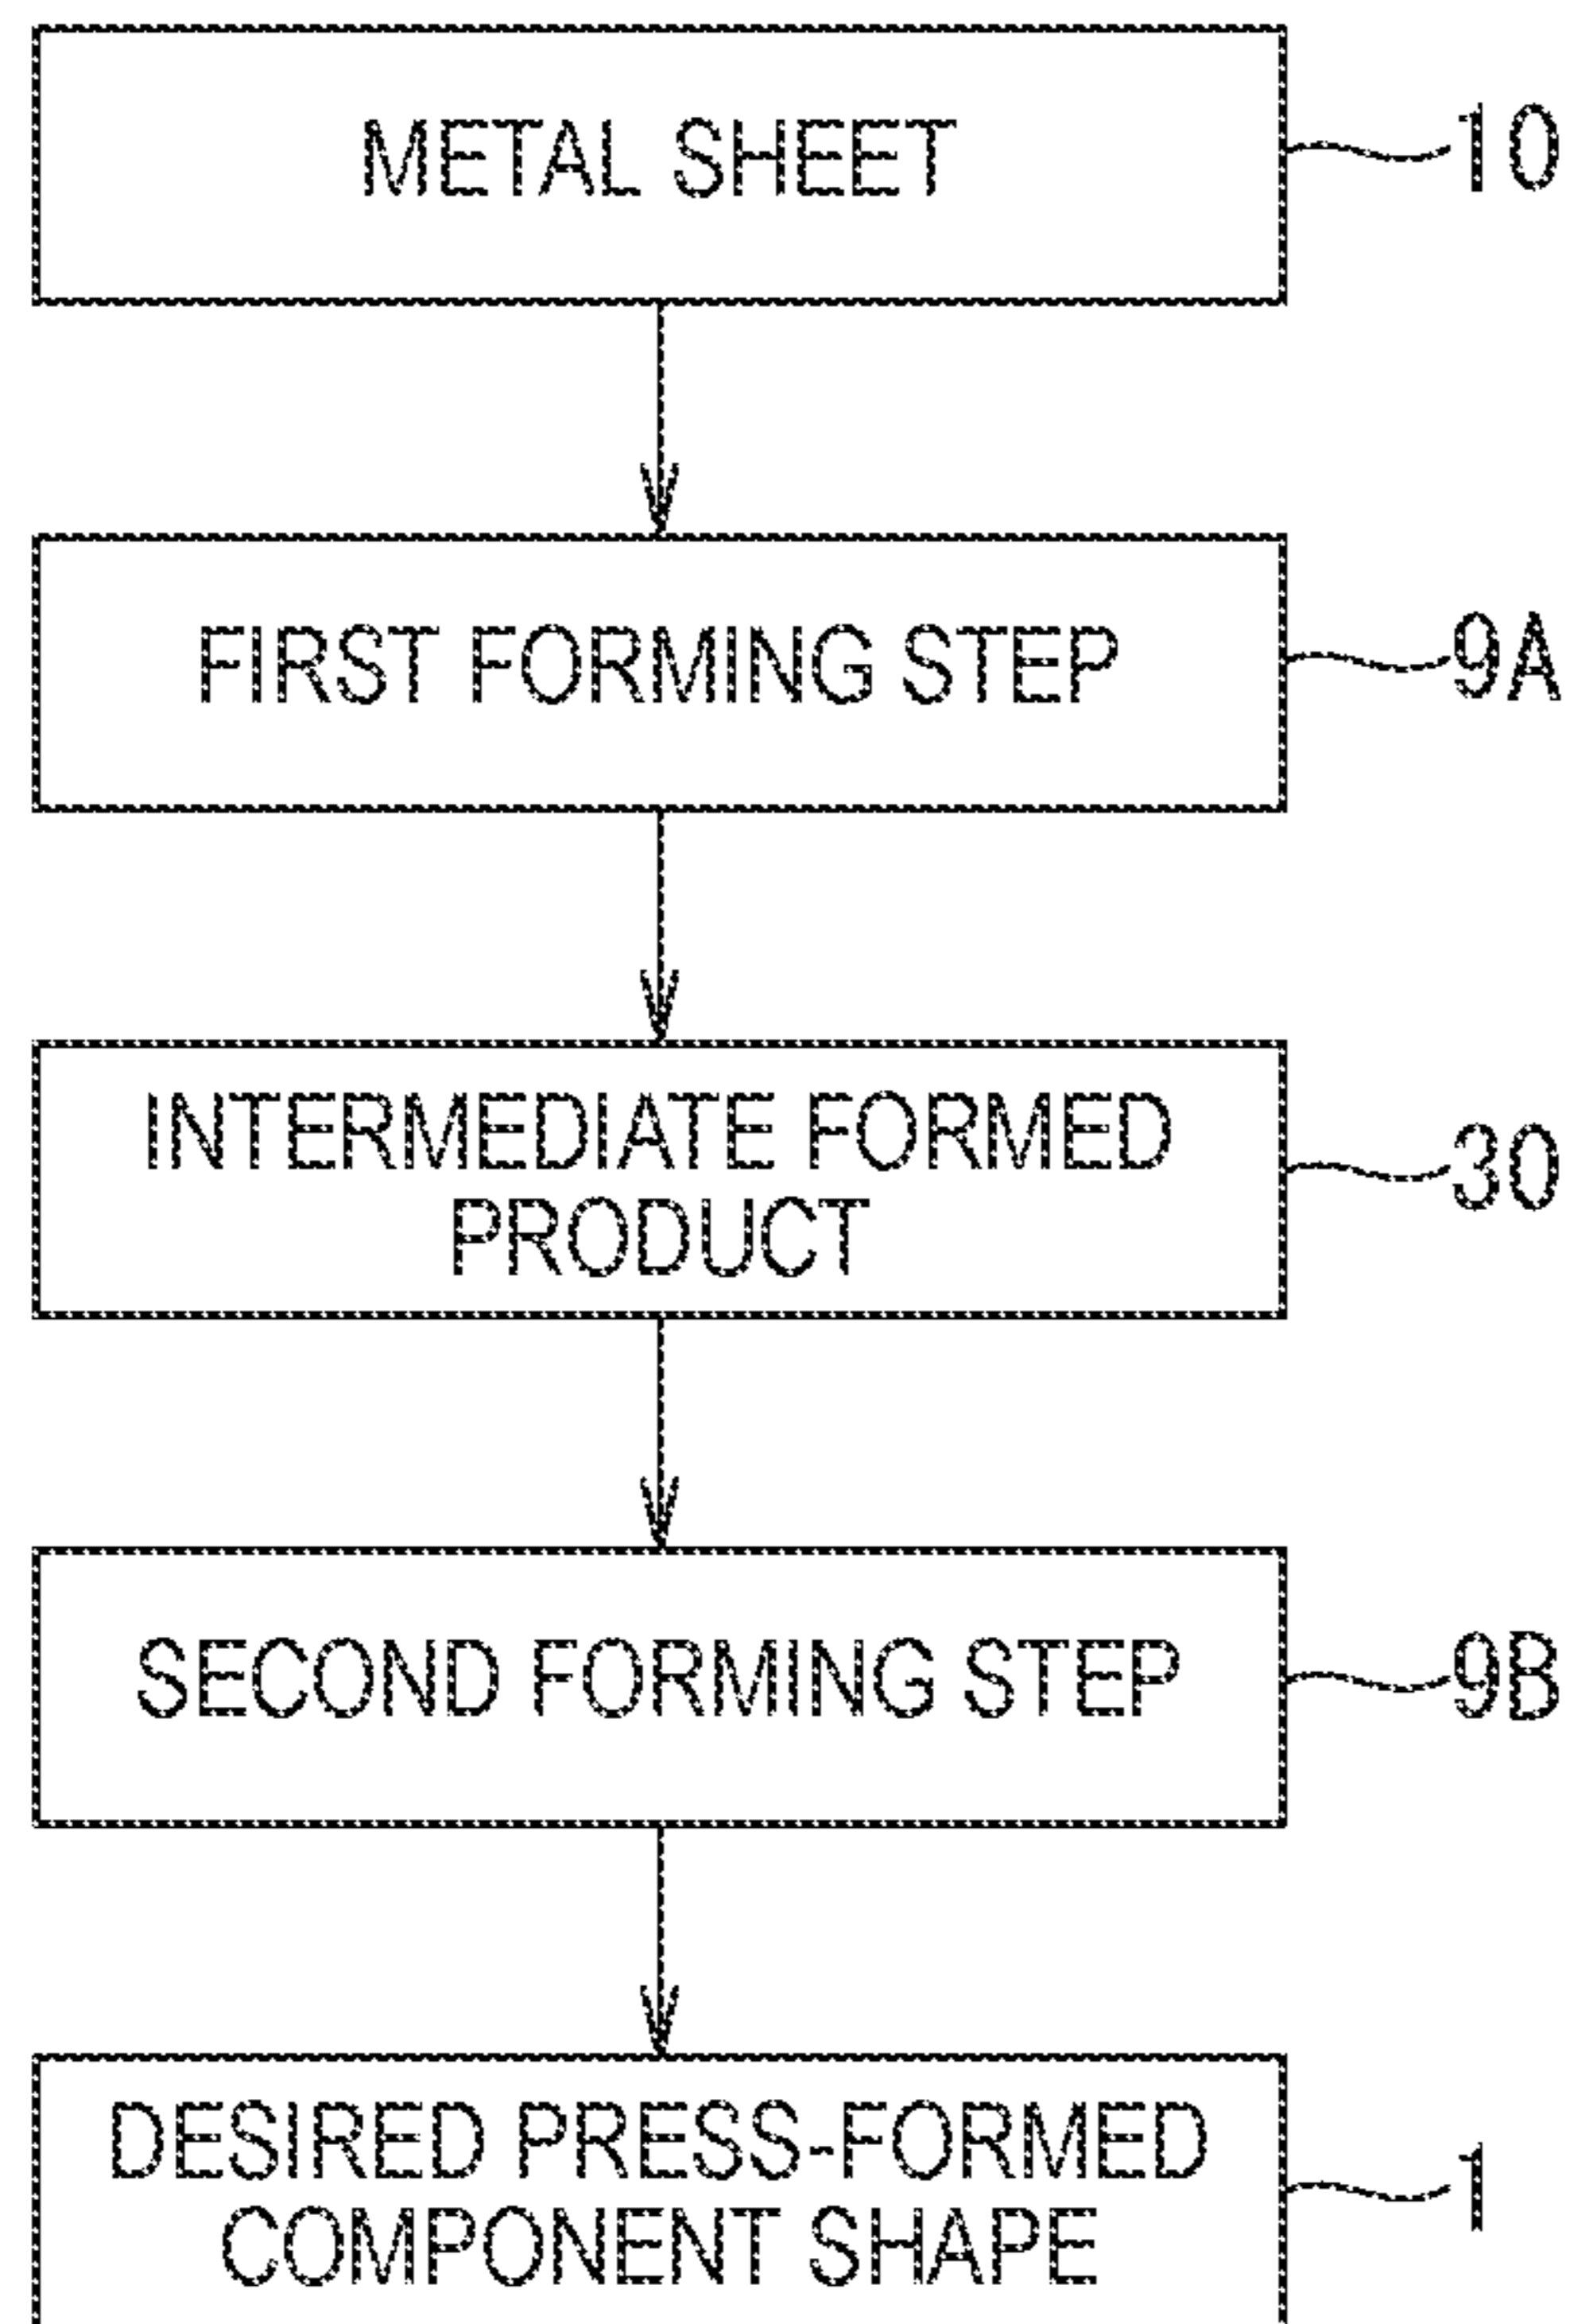 METAL SHEET
10
FIRST FORMING STEP
9A
INTERMEDIATE FORMED
PRODUCT
30
SECOND FORMING STEP
9B
DESIRED PRESS-FORMED
COMPONENT SHAPE
1